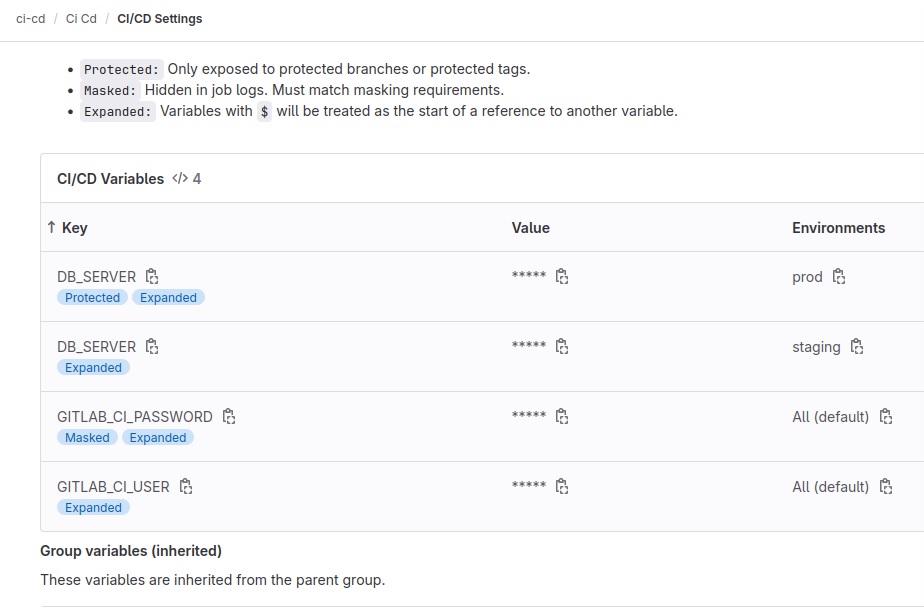 ci-cd / Ci Cd / CI/CD Settings
• Protected: Only exposed to protected branches or protected tags.
• Masked: Hidden in job logs. Must match masking requirements.
• Expanded: Variables with $ will be treated as the start of a reference to another variable.
CI/CD Variables </> 4
↑ Key Value Environments
DB_SERVER ***** prod
Protected Expanded
DB_SERVER ***** staging
Expanded
GITLAB_CI_PASSWORD ***** All (default)
Masked Expanded
GITLAB_CI_USER ***** All (default)
Expanded
Group variables (inherited)
These variables are inherited from the parent group.